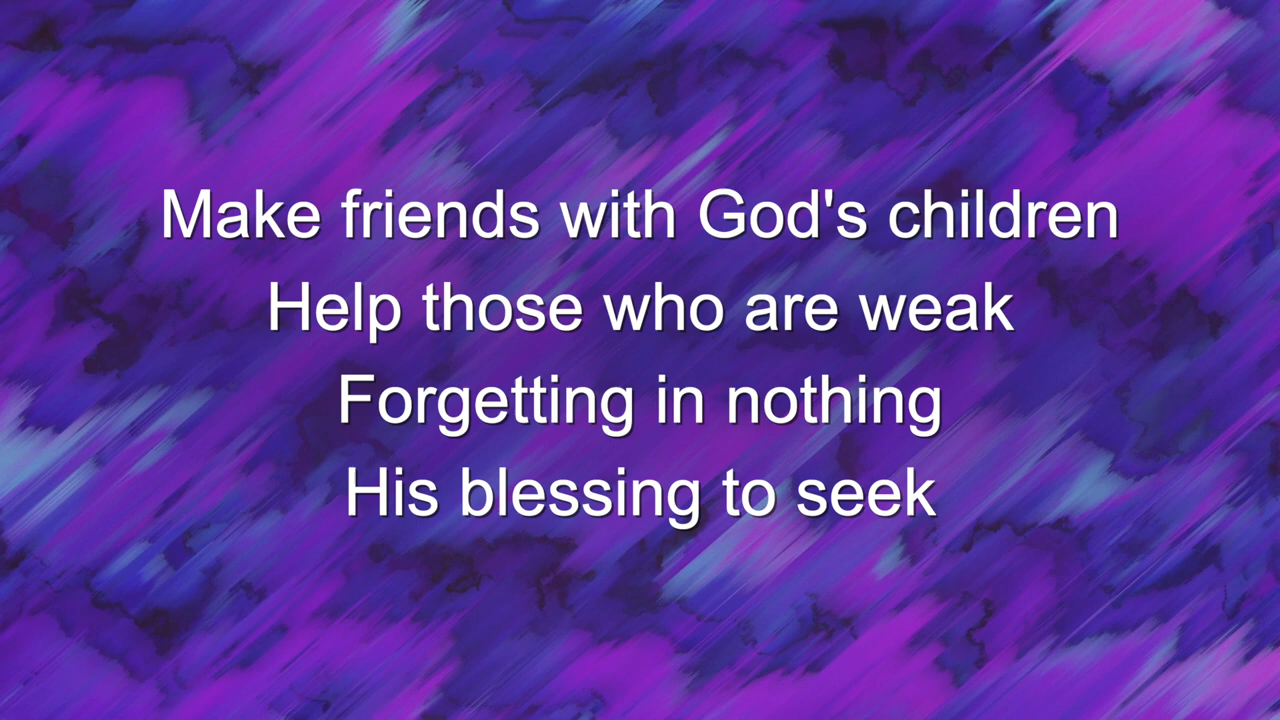 Make friends with God's children
Help those who are weak
Forgetting in nothing
His blessing to seek